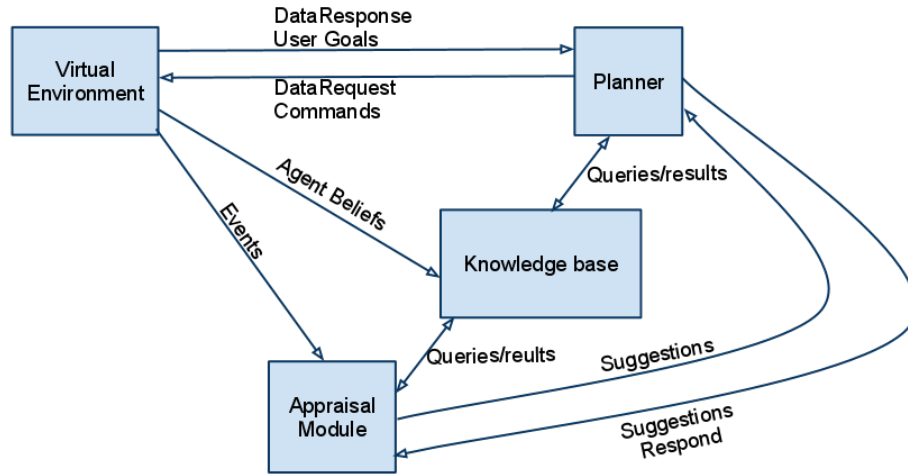 DataResponse
User Goals
Virtual
Environment
Planner
DataRequest
Commands
Agent Beliefs
Queries/results
Events
Knowledge base
Queries/reults
Suggestions
Appraisal
Module
Suggestions
Respond